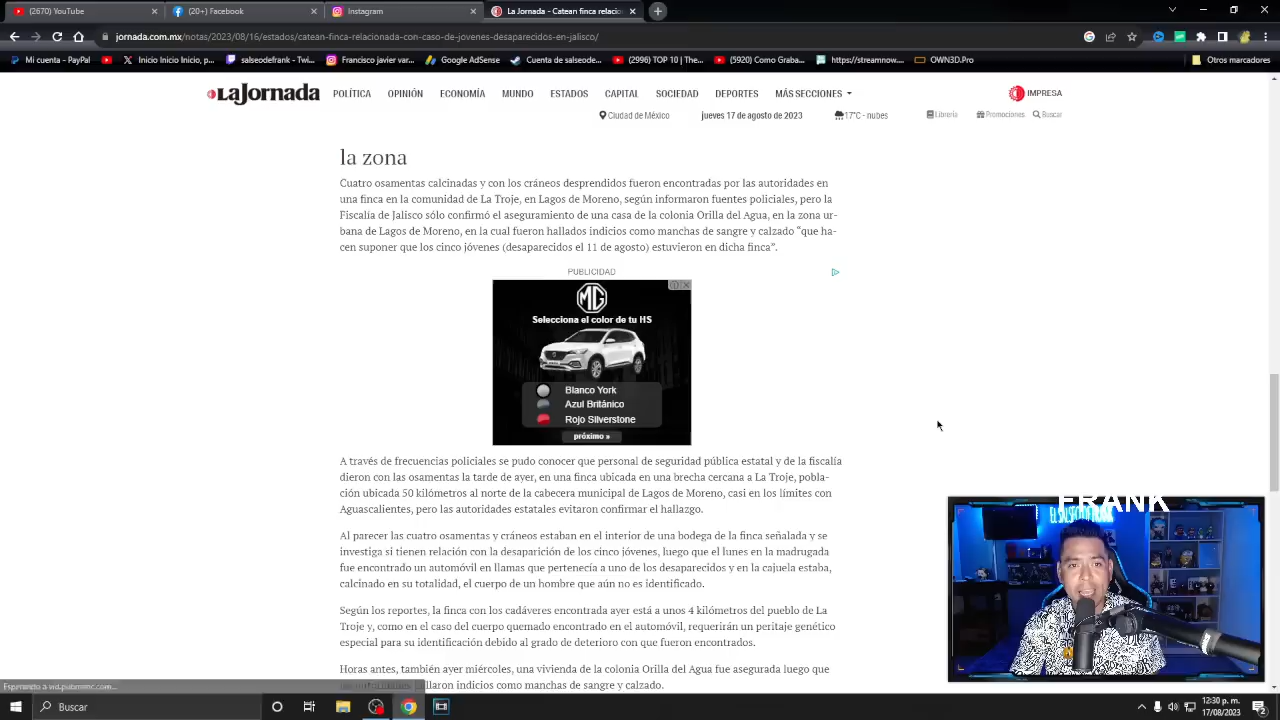 (2670) YouTube
(20+) Facebook
Instagram
La Jornada - Catean finca relac
jornada.com.mx/notas/2023/08/16/estados/catean-finca-relacionada-con-caso-de-jovenes-desaparecidos-en-jalisco/
Mi cuenta - PayPal
Inicio Inicio Inicio, p...
salseodefrank - Twi...
Francisco javier var...
Google AdSense
Cuenta de salseode...
(2996) TOP 10 | The...
(5920) Como Graba...
https://streamnow....
OWN3D.Pro
Otros marcadores
LaJornada
POLÍTICA OPINIÓN ECONOMÍA MUNDO ESTADOS CAPITAL SOCIEDAD DEPORTES MÁS SECCIONES
IMPRESA
Ciudad de México
jueves 17 de agosto de 2023
17°C - nubes
Librería
Promociones
Buscar
la zona
Cuatro osamentas calcinadas y con los cráneos desprendidos fueron encontradas por las autoridades en
una finca en la comunidad de La Troje, en Lagos de Moreno, según informaron fuentes policiales, pero la
Fiscalía de Jalisco sólo confirmó el aseguramiento de una casa de la colonia Orilla del Agua, en la zona ur-
bana de Lagos de Moreno, en la cual fueron hallados indicios como manchas de sangre y calzado “que ha-
cen suponer que los cinco jóvenes (desaparecidos el 11 de agosto) estuvieron en dicha finca”.
PUBLICIDAD
MG
Selecciona el color de tu HS
Blanco York
Azul Británico
Rojo Silverstone
próximo »
A través de frecuencias policiales se pudo conocer que personal de seguridad pública estatal y de la fiscalía
dieron con las osamentas la tarde de ayer, en una finca ubicada en una brecha cercana a La Troje, pobla-
ción ubicada 50 kilómetros al norte de la cabecera municipal de Lagos de Moreno, casi en los límites con
Aguascalientes, pero las autoridades estatales evitaron confirmar el hallazgo.
Al parecer las cuatro osamentas y cráneos estaban en el interior de una bodega de la finca señalada y se
investiga si tienen relación con la desaparición de los cinco jóvenes, luego que el lunes en la madrugada
fue encontrado un automóvil en llamas que pertenecía a uno de los desaparecidos y en la cajuela estaba,
calcinado en su totalidad, el cuerpo de un hombre que aún no es identificado.
Según los reportes, la finca con los cadáveres encontrada ayer está a unos 4 kilómetros del pueblo de La
Troje y, como en el caso del cuerpo quemado encontrado en el automóvil, requerirán un peritaje genético
especial para su identificación debido al grado de deterioro con que fueron encontrados.
Horas antes, también ayer miércoles, una vivienda de la colonia Orilla del Agua fue asegurada luego que
hallaron indicios como manchas de sangre y calzado.
FRANK
Esperando a vid.pubmatic.com...
Buscar
12:30 p. m.
17/08/2023
2